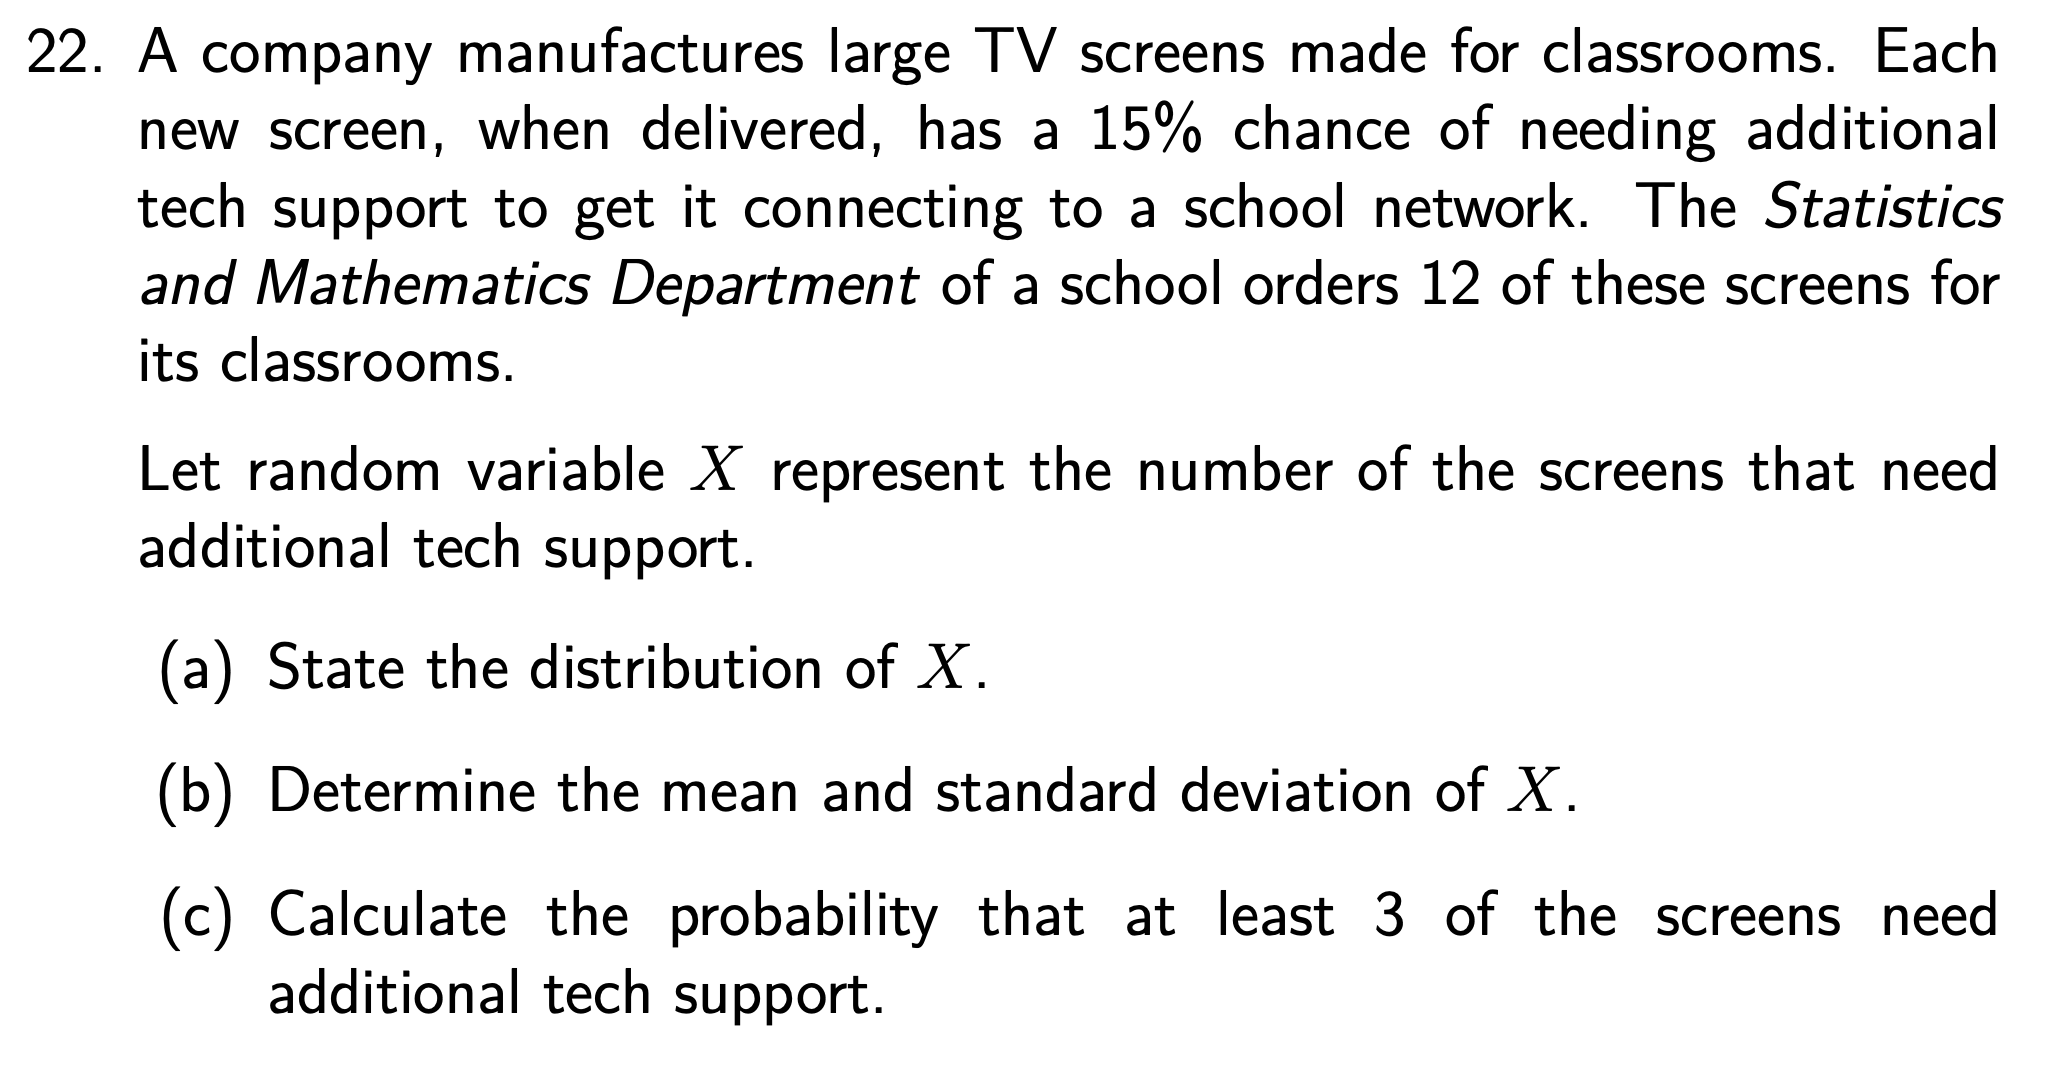 22. A company manufactures large TV screens made for classrooms. Each
new screen, when delivered, has a 15% chance of needing additional
tech support to get it connecting to a school network. The Statistics
and Mathematics Department of a school orders 12 of these screens for
its classrooms.
Let random variable X represent the number of the screens that need
additional tech support.
(a) State the distribution of X.
(b) Determine the mean and standard deviation of X.
(c) Calculate the probability that at least 3 of the screens need
additional tech support.